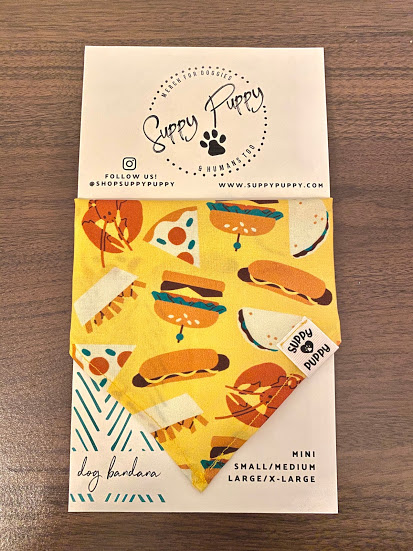 MERCH FOR DOGGIES
Suppy Puppy
& HUMANS TOO
FOLLOW US!
@SHOPSUPPYPUPPY
WWW.SUPPYPUPPY.COM
SUPPY
PUPPY
dog bandana
MINI
SMALL/MEDIUM
LARGE/X-LARGE